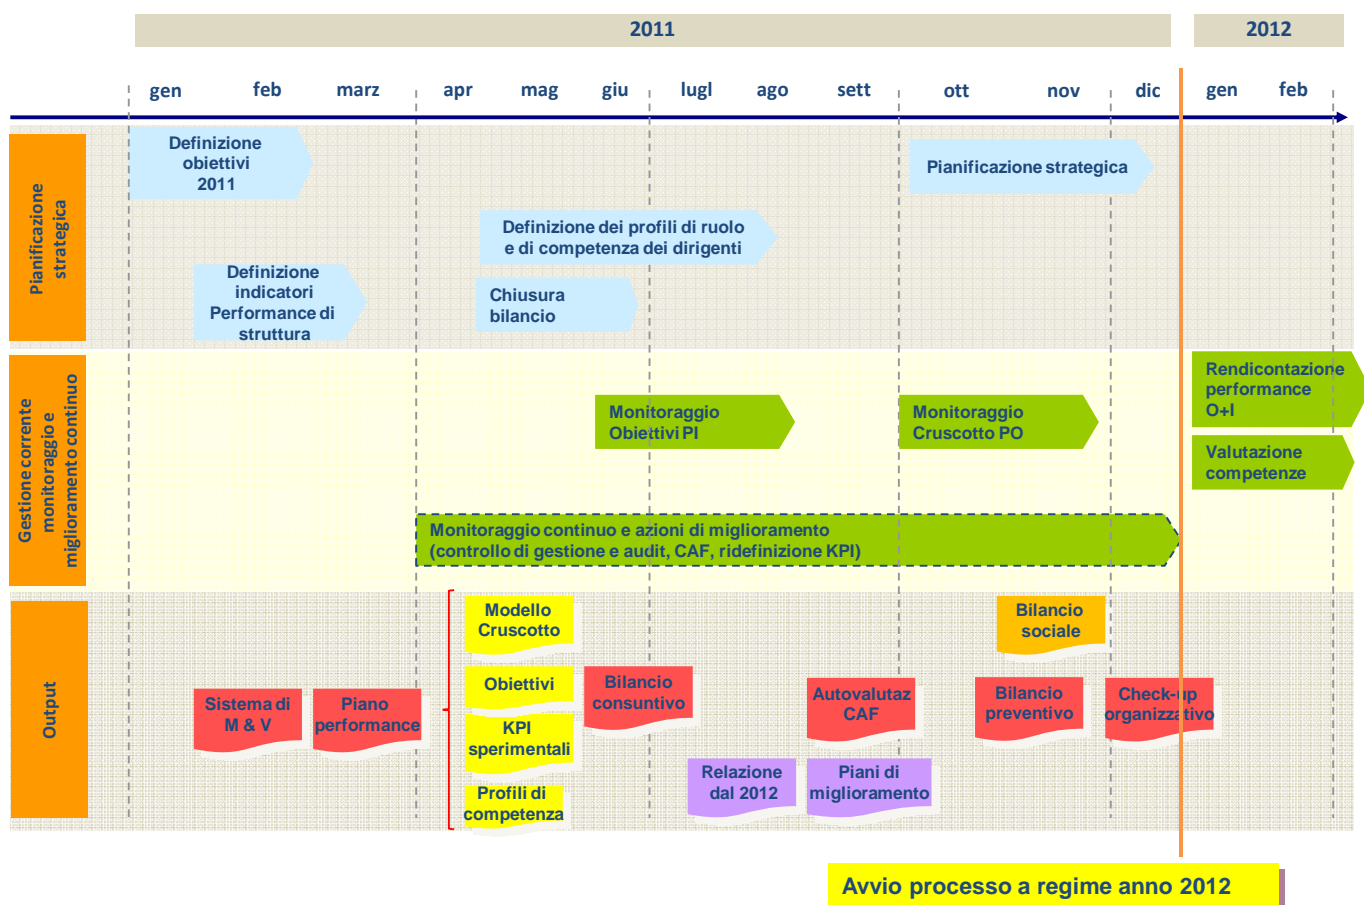 2011
2012
gen feb marz apr mag giu lugl ago sett ott nov dic gen feb
Pianificazione
strategica
Definizione
obiettivi
2011
Pianificazione strategica
Definizione dei profili di ruolo
e di competenza dei dirigenti
Definizione
indicatori
Performance di
struttura
Chiusura
bilancio
Gestione corrente
monitoraggio e
miglioramento continuo
Rendicontazione
performance
O+I
Monitoraggio
Obiettivi PI
Monitoraggio
Cruscotto PO
Valutazione
competenze
Monitoraggio continuo e azioni di miglioramento
(controllo di gestione e audit, CAF, ridefinizione KPI)
Output
Modello
Cruscotto
Bilancio
sociale
Obiettivi
Bilancio
consuntivo
Sistema di
M & V
Piano
performance
KPI
sperimentali
Autovalutaz
CAF
Bilancio
preventivo
Check-up
organizzativo
Profili di
competenza
Relazione
dal 2012
Piani di
miglioramento
Avvio processo a regime anno 2012